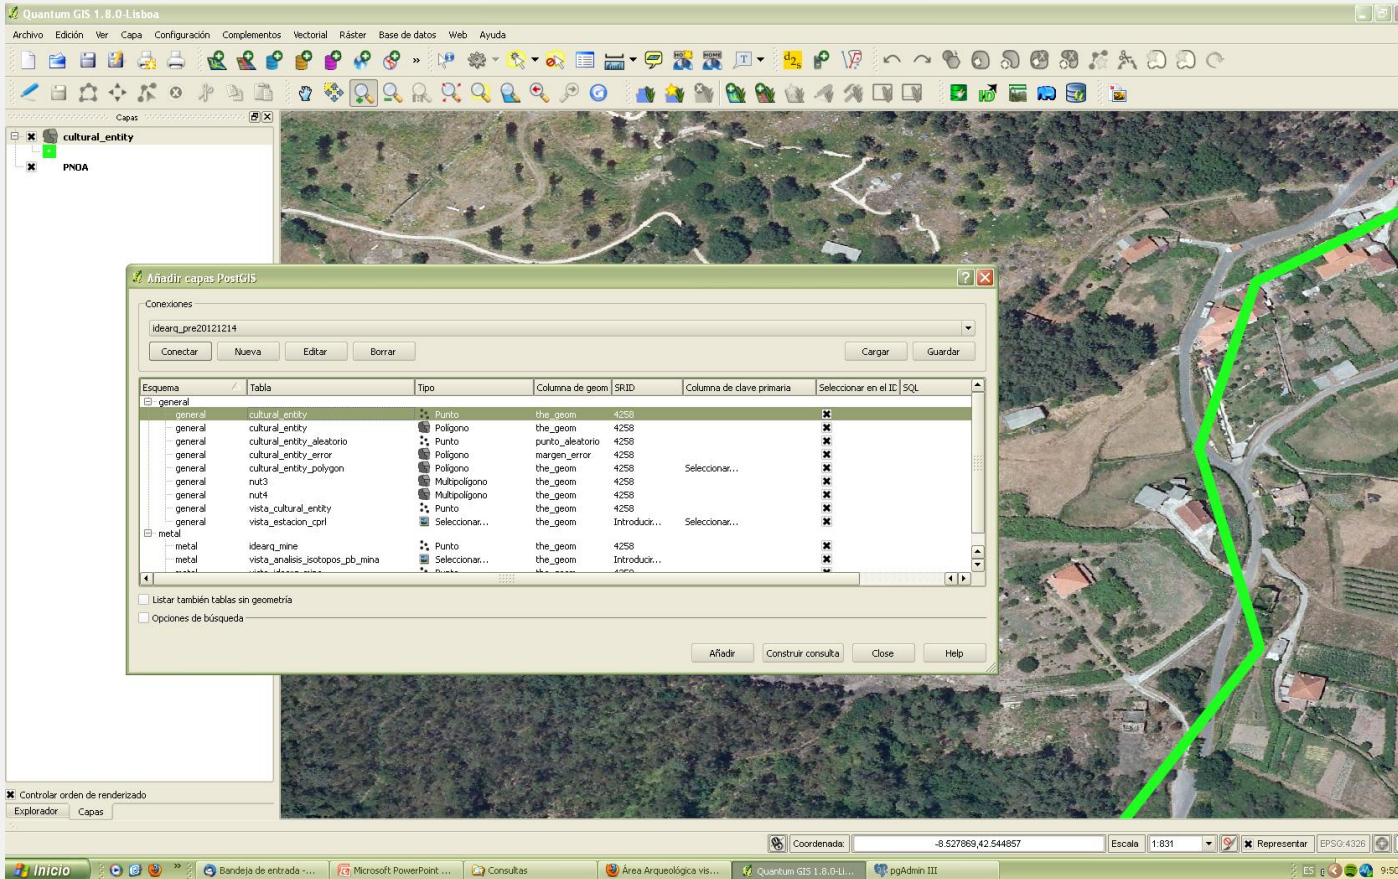 Quantum GIS 1.8.0-Lisboa
Archivo Edición Ver Capa Configuración Complementos Vectorial Ráster Base de datos Web Ayuda
Capas
cultural_entity
PNOA
Añadir capas PostGIS
Conexiones
idearq_pre20121214
Conectar Nueva Editar Borrar Cargar Guardar
Esquema Tabla Tipo Columna de geom SRID Columna de clave primaria Seleccionar en el ID SQL
general
general cultural_entity Punto the_geom 4258
general cultural_entity Polígono the_geom 4258
general cultural_entity_aleatorio Punto punto_aleatorio 4258
general cultural_entity_error Polígono margen_error 4258
general cultural_entity_polygon Polígono the_geom 4258 Seleccionar...
general nut3 Multipolígono the_geom 4258
general nut4 Multipolígono the_geom 4258
general vista_cultural_entity Punto the_geom 4258
general vista_estacion_cprl Seleccionar... the_geom Introducir... Seleccionar...
metal
metal idearq_mine Punto the_geom 4258
metal vista_analisis_isotopos_pb_mina Seleccionar... the_geom Introducir...
Listar también tablas sin geometría
Opciones de búsqueda
Añadir Construir consulta Close Help
Controlar orden de renderizado
Explorador Capas
Coordenada: -8.527869,42.544857 Escala 1:831 Representar EPSG:4326
Inicio Bandeja de entrada -... Microsoft PowerPoint ... Consultas Área Arqueológica vis... Quantum GIS 1.8.0-Li... pgAdmin III ES